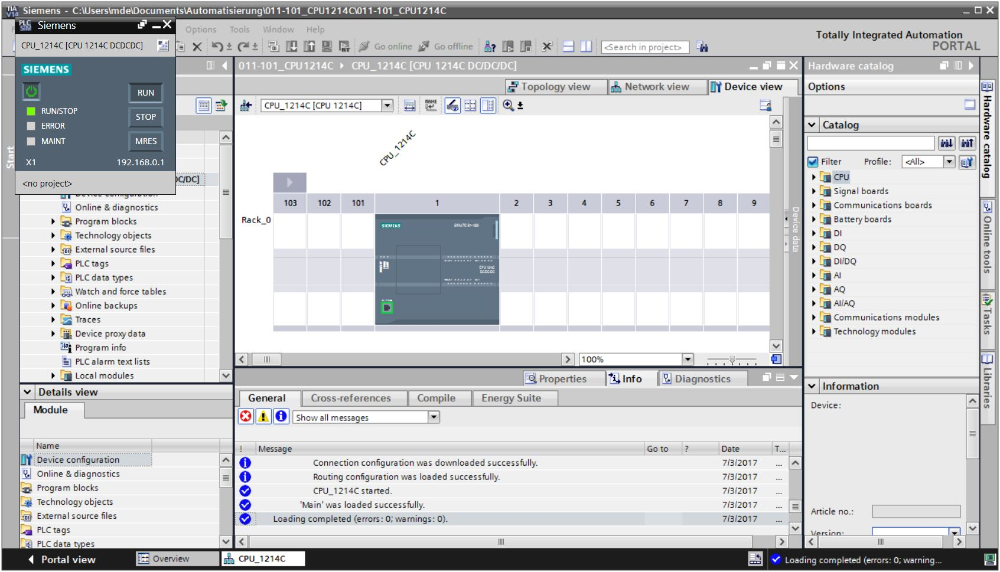 Siemens - C:\Users\mde\Documents\Automatisierung\011-101_CPU1214C\011-101_CPU1214C
TIA
V14
PLC
SIM
Siemens
CPU_1214C [CPU 1214C DCDCDC]
SIEMENS
RUN
RUN/STOP
STOP
ERROR
MAINT
MRES
X1
192.168.0.1
<no project>
Options
Tools
Window
Help
Go online
Go offline
<Search in project>
Totally Integrated Automation
PORTAL
Start
011-101_CPU1214C
CPU_1214C [CPU 1214C DC/DC/DC]
Topology view
Network view
Device view
CPU_1214C [CPU 1214C]
NAME
DC/DC]
Device configuration
Online & diagnostics
Program blocks
Technology objects
External source files
PLC tags
PLC data types
Watch and force tables
Online backups
Traces
Device proxy data
Program info
PLC alarm text lists
Local modules
Details view
Module
Name
Device configuration
Online & diagnostics
Program blocks
Technology objects
External source files
PLC tags
PLC data types
CPU_1214C
103
102
101
1
2
3
4
5
6
7
8
9
Rack_0
SIEMENS
100%
Device data
Properties
Info
Diagnostics
General
Cross-references
Compile
Energy Suite
Show all messages
!
Message
Go to
?
Date
T...
Connection configuration was downloaded successfully.
7/3/2017
...
Routing configuration was loaded successfully.
7/3/2017
...
CPU_1214C started.
7/3/2017
...
'Main' was loaded successfully.
7/3/2017
...
Loading completed (errors: 0; warnings: 0).
7/3/2017
...
Hardware catalog
Options
Catalog
Filter
Profile:
<All>
CPU
Signal boards
Communications boards
Battery boards
DI
DQ
DI/DQ
AI
AQ
AI/AQ
Communications modules
Technology modules
Information
Device:
Article no.:
Version:
Hardware catalog
Online tools
Tasks
Libraries
Portal view
Overview
CPU_1214C
Loading completed (errors: 0; warning...